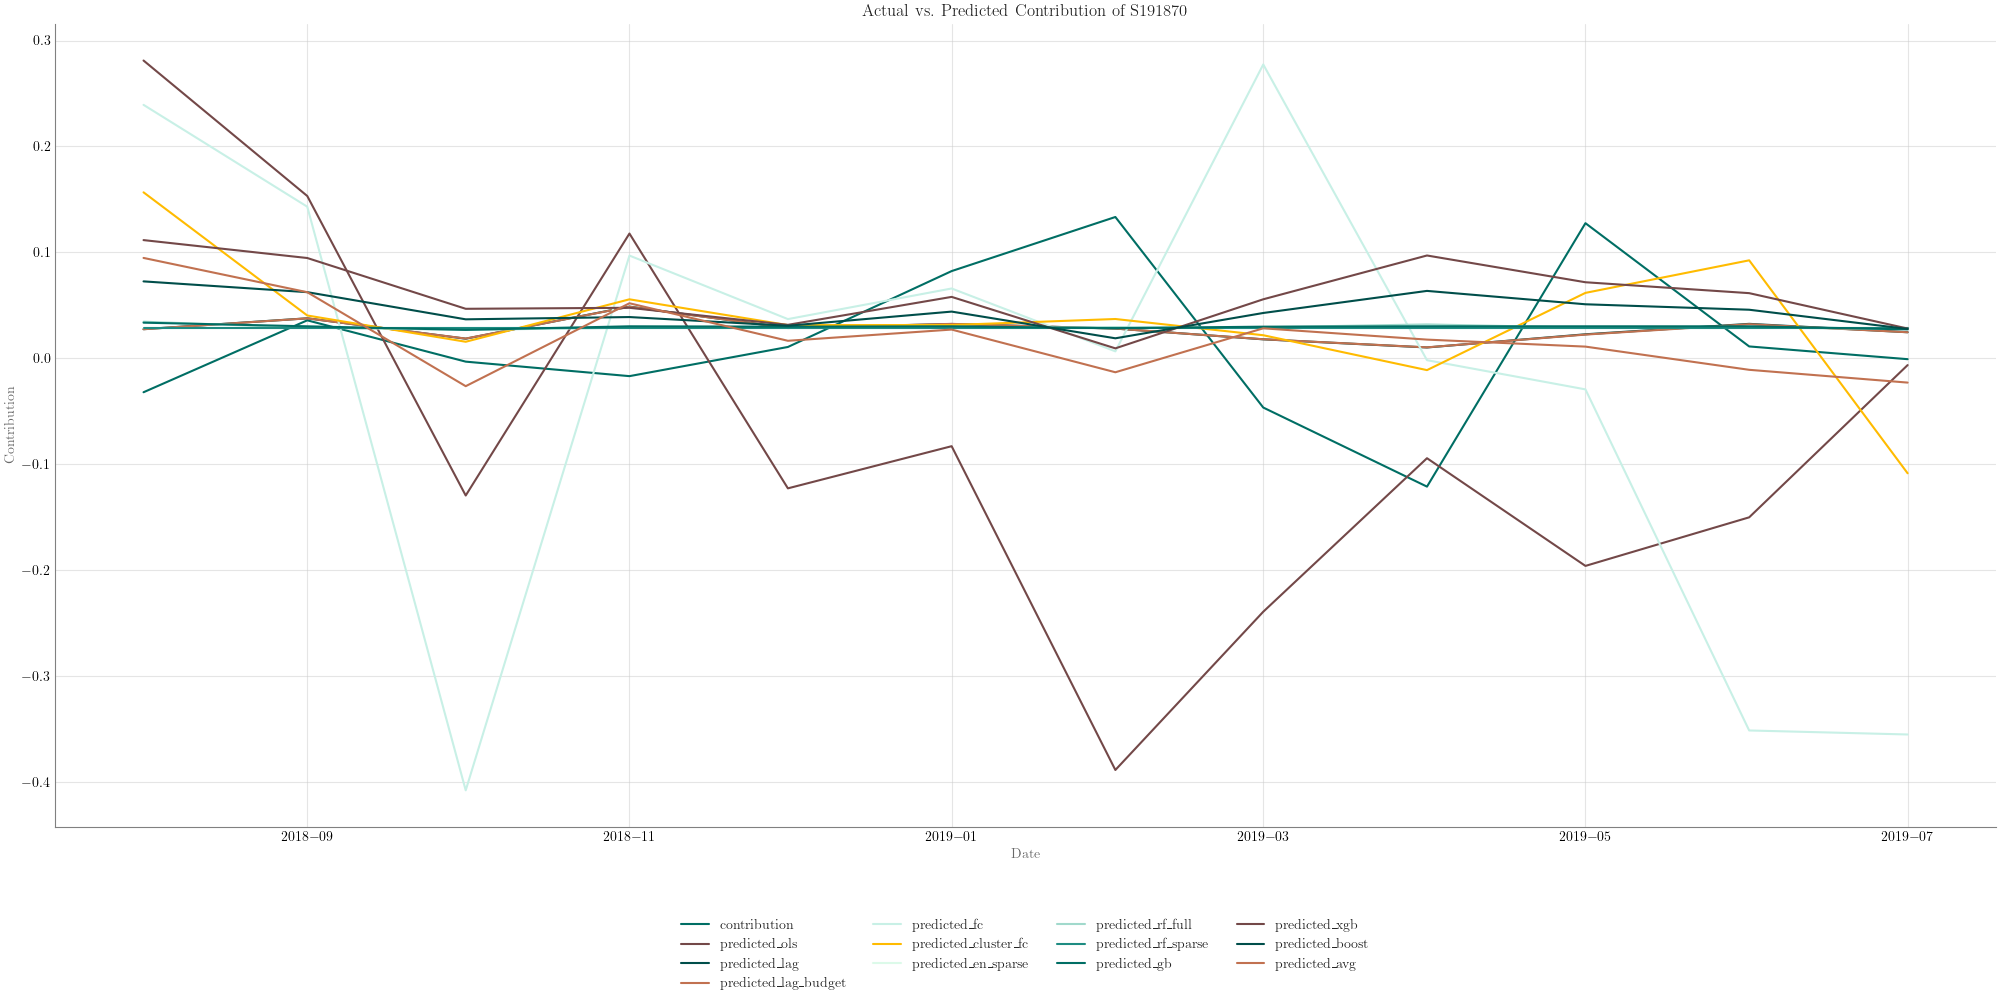 Actual vs. Predicted Contribution of S191870
0.3
0.2
0.1
0.0
−0.1
−0.2
−0.3
−0.4
Contribution
2018−09 2018−11 2019−01 2019−03 2019−05 2019−07
Date
contribution predicted_fc predicted_rf_full predicted_xgb
predicted_ols predicted_cluster_fc predicted_rf_sparse predicted_boost
predicted_lag predicted_en_sparse predicted_gb predicted_avg
predicted_lag_budget